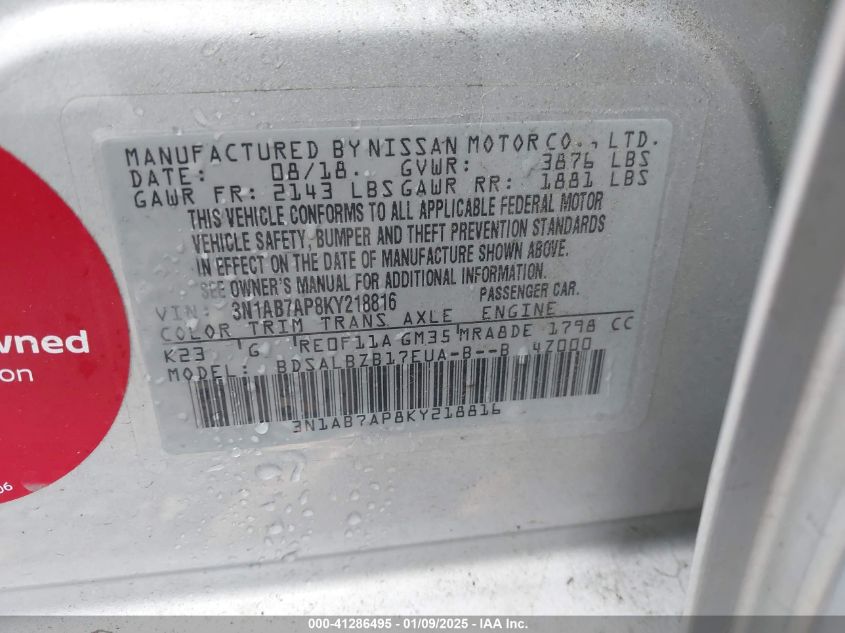 MANUFACTURED BY NISSAN MOTOR CO., LTD.
DATE: 08/18 GVWR: 3876 LBS
GAWR FR: 2143 LBS GAWR RR: 1881 LBS
THIS VEHICLE CONFORMS TO ALL APPLICABLE FEDERAL MOTOR
VEHICLE SAFETY, BUMPER AND THEFT PREVENTION STANDARDS
IN EFFECT ON THE DATE OF MANUFACTURE SHOWN ABOVE.
SEE OWNER'S MANUAL FOR ADDITIONAL INFORMATION.
VIN: 3N1AB7AP8KY218816 PASSENGER CAR.
COLOR TRIM TRANS AXLE ENGINE
K23 G RE0F11A GM35 MRA8DE 1798 CC
MODEL: BDSALBZB17EUA-B--B 4Z000
3N1AB7AP8KY218816
wned
on
06
000-41286495 - 01/09/2025 - IAA Inc.